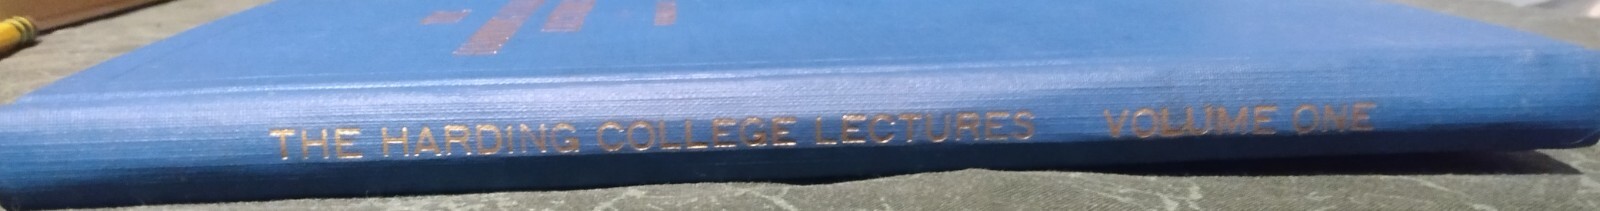 THE HARDING COLLEGE LECTURES VOLUME ONE